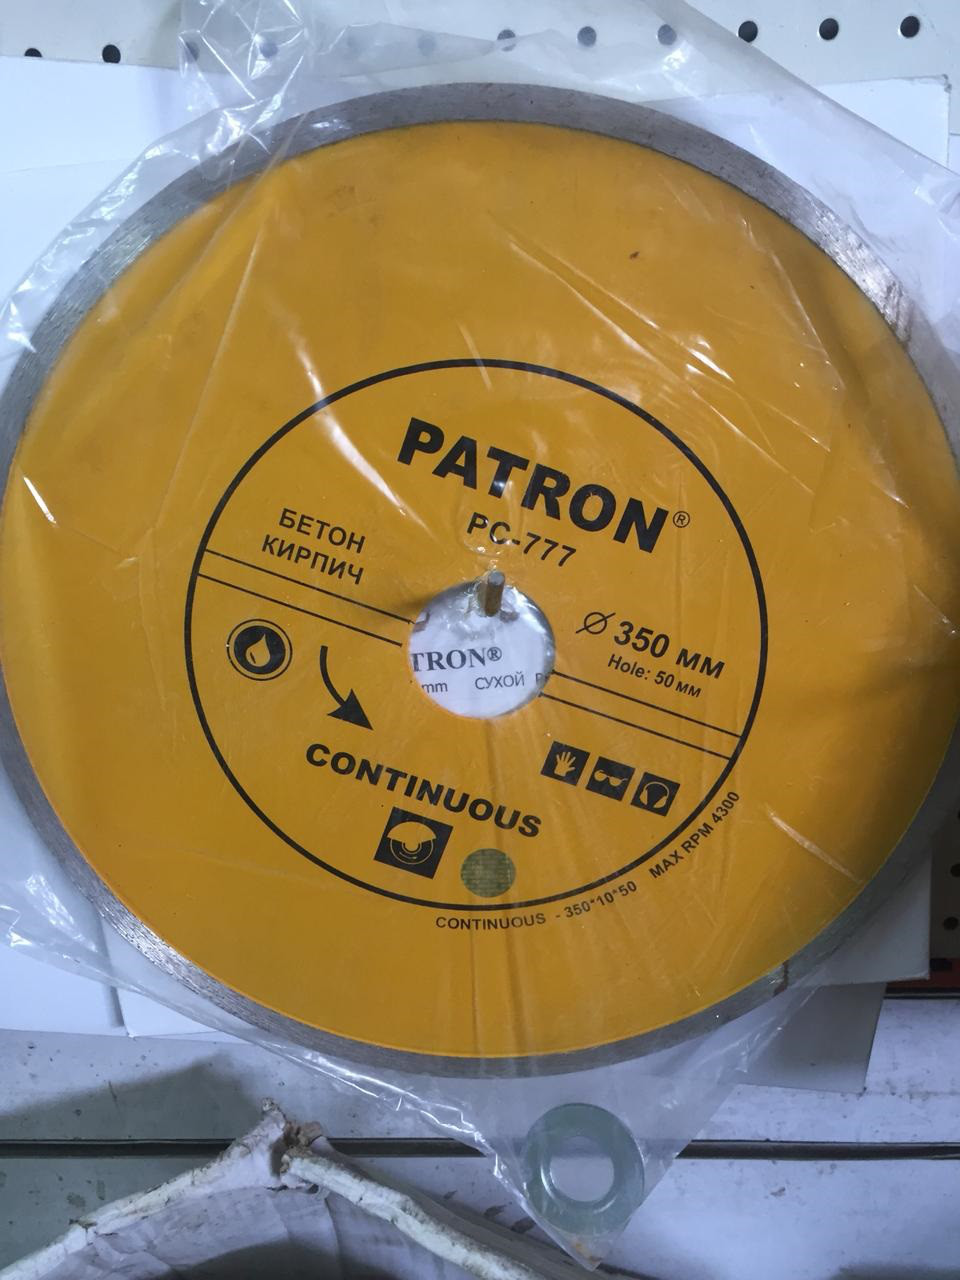 PATRON®
PC-777
БЕТОН
КИРПИЧ
Ø 350 мм
Hole: 50 мм
TRON®
mm СУХОЙ
CONTINUOUS
CONTINUOUS - 350*10*50 MAX RPM 4300